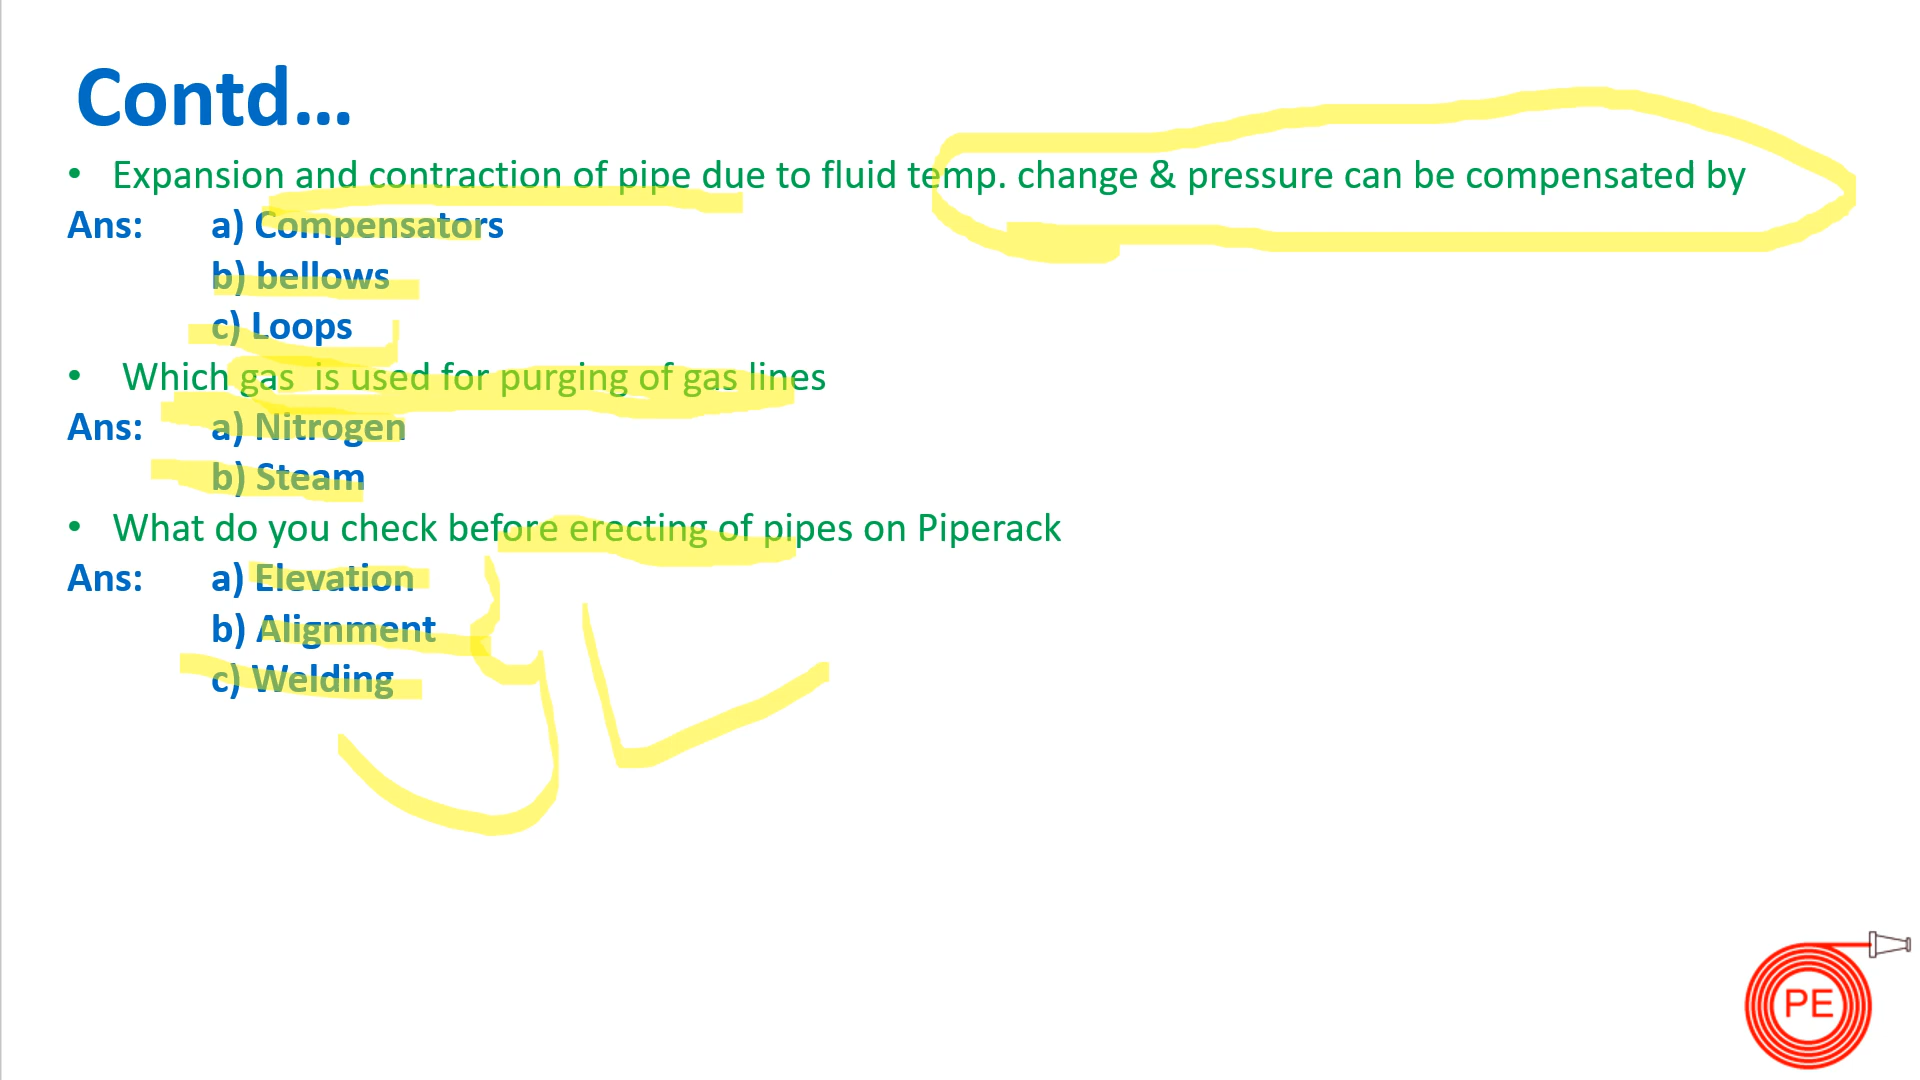 Contd...
• Expansion and contraction of pipe due to fluid temp. change & pressure can be compensated by
Ans: a) Compensators
b) bellows
c) Loops
• Which gas is used for purging of gas lines
Ans: a) Nitrogen
b) Steam
• What do you check before erecting of pipes on Piperack
Ans: a) Elevation
b) Alignment
c) Welding
PE